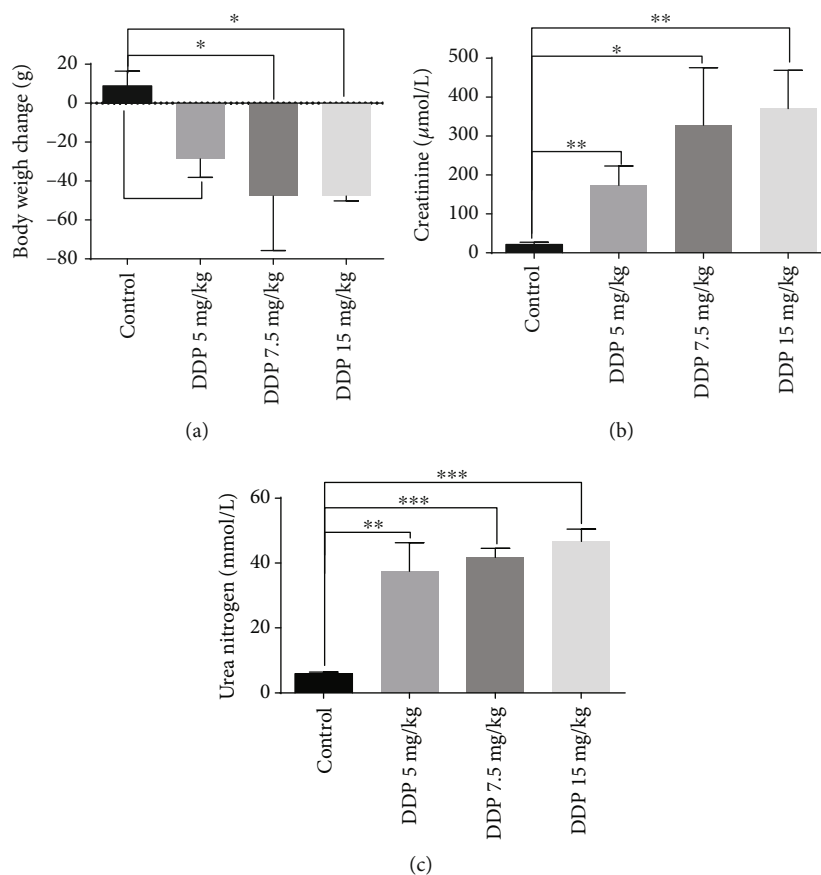 *
*
20
0
−20
−40
−60
−80
Body weigh change (g)
Control
DDP 5 mg/kg
DDP 7.5 mg/kg
DDP 15 mg/kg
(a)
**
*
**
500
400
300
200
100
0
Creatinine (μmol/L)
Control
DDP 5 mg/kg
DDP 7.5 mg/kg
DDP 15 mg/kg
(b)
***
***
**
60
40
20
0
Urea nitrogen (mmol/L)
Control
DDP 5 mg/kg
DDP 7.5 mg/kg
DDP 15 mg/kg
(c)